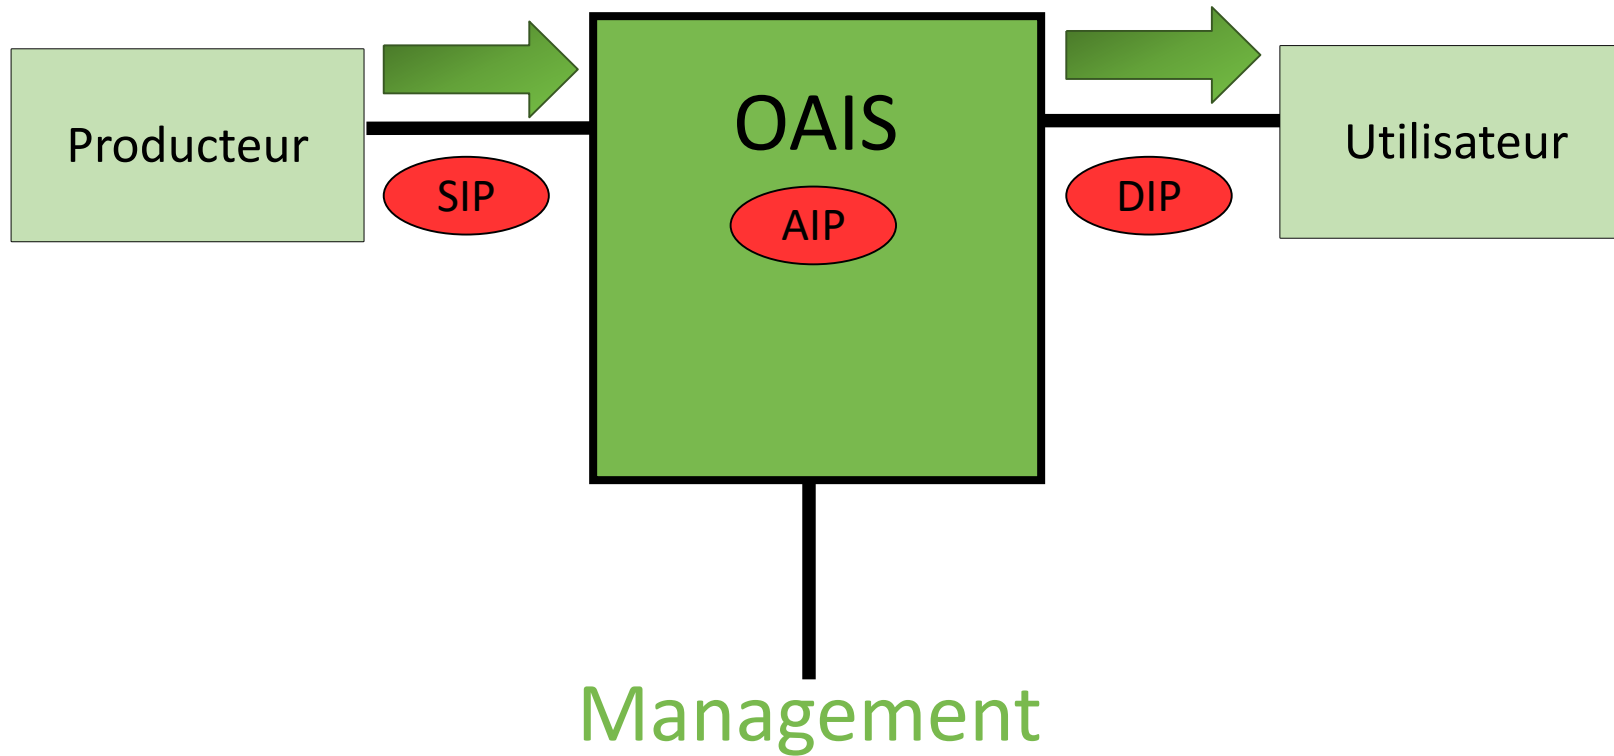 Producteur
SIP
OAIS
AIP
DIP
Utilisateur
Management